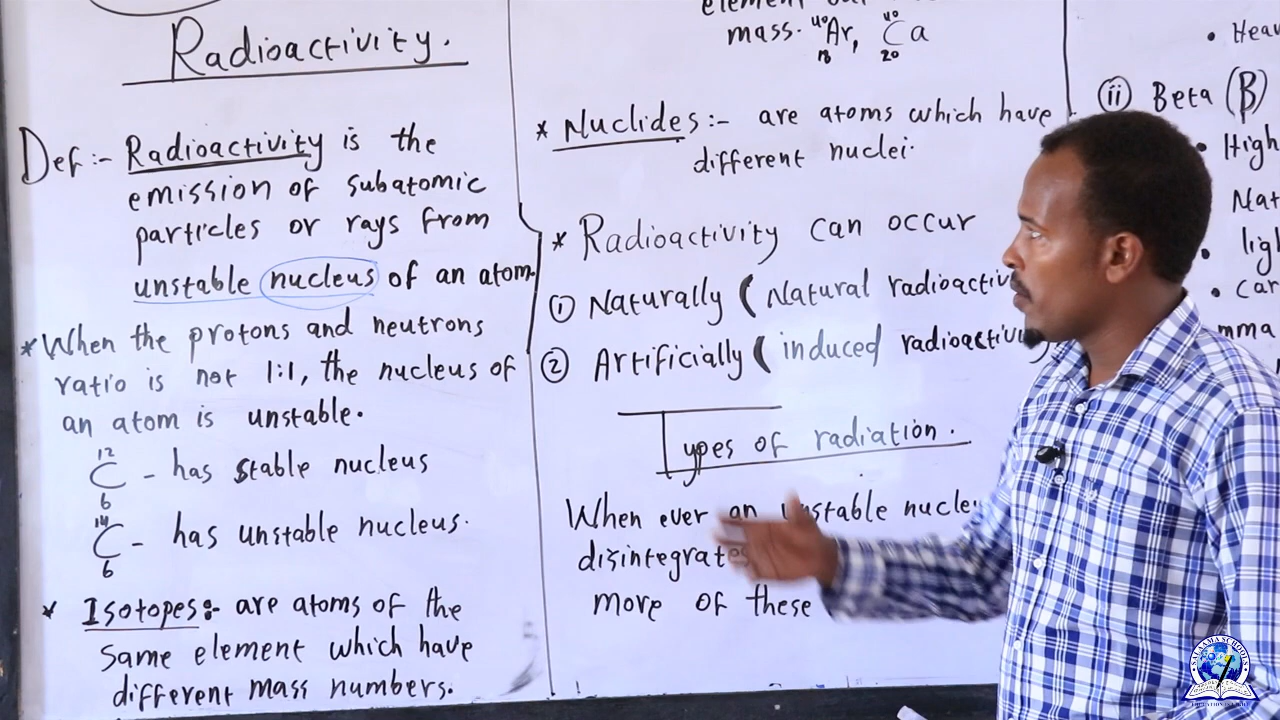 Radioactivity.
Def:- Radioactivity is the
emission of subatomic
particles or rays from
unstable nucleus of an atom.
* When the protons and neutrons
ratio is not 1:1, the nucleus of
an atom is unstable.
12
C - has stable nucleus
6
14
C - has unstable nucleus.
6
* Isotopes:- are atoms of the
same element which have
different mass numbers.
element
mass. 40 Ar, 40 Ca
18 20
* Nuclides:- are atoms which have
different nuclei.
* Radioactivity can occur
① Naturally ( Natural
② Artificially ( induced
Types of radiation.
When ever an unstable
more of these
ii Beta (B)
SALAAMA SCHOOLS